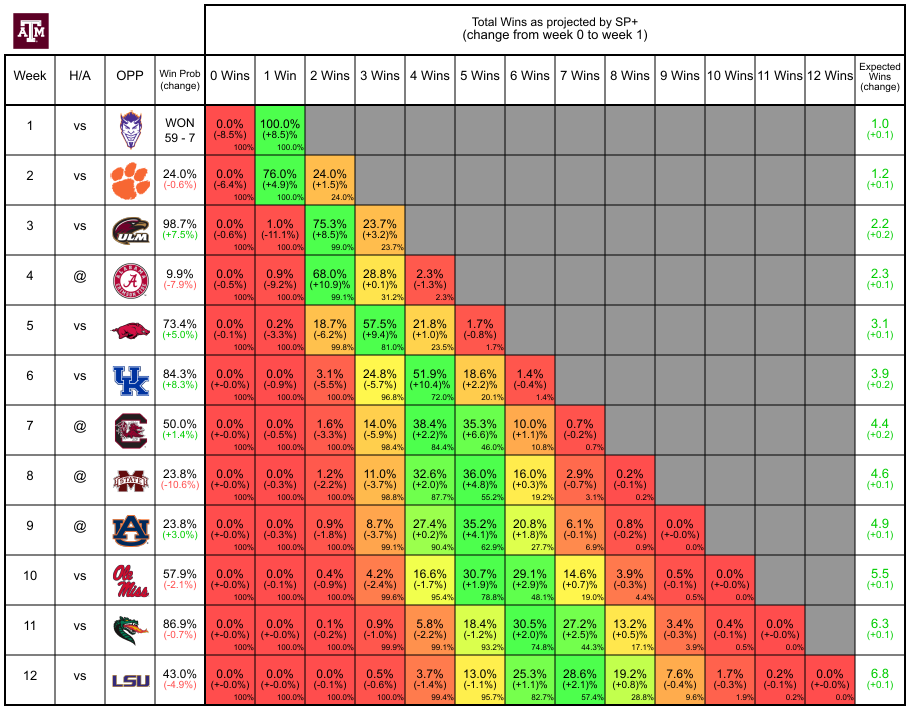 ĀM
Total Wins as projected by SP+
(change from week 0 to week 1)
Week H/A OPP Win Prob (change) 0 Wins 1 Win 2 Wins 3 Wins 4 Wins 5 Wins 6 Wins 7 Wins 8 Wins 9 Wins 10 Wins 11 Wins 12 Wins Expected Wins (change)
1 vs WON 0.0% 100.0% 1.0
59 - 7 (-8.5%) (+8.5)% (+0.1)
100% 100.0%
2 vs 24.0% 0.0% 76.0% 24.0% 1.2
(-0.6%) (-6.4%) (+4.9)% (+1.5)% (+0.1)
100% 100.0% 24.0%
3 vs ULM 98.7% 0.0% 1.0% 75.3% 23.7% 2.2
(+7.5%) (-0.6%) (-11.1%) (+8.5)% (+3.2)% (+0.2)
100% 100.0% 99.0% 23.7%
4 @ A 9.9% 0.0% 0.9% 68.0% 28.8% 2.3% 2.3
(-7.9%) (-0.5%) (-9.2%) (+10.9)% (+0.1)% (-1.3%) (+0.1)
100% 100.0% 99.1% 31.2% 2.3%
5 vs 73.4% 0.0% 0.2% 18.7% 57.5% 21.8% 1.7% 3.1
(+5.0%) (-0.1%) (-3.3%) (-6.2%) (+9.4)% (+1.0)% (-0.8%) (+0.1)
100% 100.0% 99.8% 81.0% 23.5% 1.7%
6 vs UK 84.3% 0.0% 0.0% 3.1% 24.8% 51.9% 18.6% 1.4% 3.9
(+8.3%) (+-0.0%) (-0.9%) (-5.5%) (-5.7%) (+10.4)% (+2.2)% (-0.4%) (+0.2)
100% 100.0% 100.0% 96.8% 72.0% 20.1% 1.4%
7 @ C 50.0% 0.0% 0.0% 1.6% 14.0% 38.4% 35.3% 10.0% 0.7% 4.4
(+1.4%) (+-0.0%) (-0.5%) (-3.3%) (-5.9%) (+2.2)% (+6.6)% (+1.1)% (-0.2%) (+0.2)
100% 100.0% 100.0% 98.4% 84.4% 46.0% 10.8% 0.7%
8 @ M STATE 23.8% 0.0% 0.0% 1.2% 11.0% 32.6% 36.0% 16.0% 2.9% 0.2% 4.6
(-10.6%) (+-0.0%) (-0.3%) (-2.2%) (-3.7%) (+2.0)% (+4.8)% (+0.3)% (-0.7%) (-0.1%) (+0.1)
100% 100.0% 100.0% 98.8% 87.7% 55.2% 19.2% 3.1% 0.2%
9 @ AU 23.8% 0.0% 0.0% 0.9% 8.7% 27.4% 35.2% 20.8% 6.1% 0.8% 0.0% 4.9
(+3.0%) (+-0.0%) (-0.3%) (-1.8%) (-3.7%) (+0.2)% (+4.1)% (+1.8)% (-0.1%) (-0.2%) (+-0.0%) (+0.1)
100% 100.0% 100.0% 99.1% 90.4% 62.9% 27.7% 6.9% 0.9% 0.0%
10 vs Ole Miss 57.9% 0.0% 0.0% 0.4% 4.2% 16.6% 30.7% 29.1% 14.6% 3.9% 0.5% 0.0% 5.5
(-2.1%) (+-0.0%) (-0.1%) (-0.9%) (-2.4%) (-1.7%) (+1.9)% (+2.9)% (+0.7)% (-0.3%) (-0.1%) (+-0.0%) (+0.1)
100% 100.0% 100.0% 99.6% 95.4% 78.8% 48.1% 19.0% 4.4% 0.5% 0.0%
11 vs 86.9% 0.0% 0.0% 0.1% 0.9% 5.8% 18.4% 30.5% 27.2% 13.2% 3.4% 0.4% 0.0% 6.3
(-0.7%) (+-0.0%) (+-0.0%) (-0.2%) (-1.0%) (-2.2%) (-1.2%) (+2.0)% (+2.5)% (+0.5)% (-0.3%) (-0.1%) (+-0.0%) (+0.1)
100% 100.0% 100.0% 99.9% 99.1% 93.2% 74.8% 44.3% 17.1% 3.9% 0.5% 0.0%
12 vs LSU 43.0% 0.0% 0.0% 0.0% 0.5% 3.7% 13.0% 25.3% 28.6% 19.2% 7.6% 1.7% 0.2% 0.0% 6.8
(-4.9%) (+-0.0%) (+-0.0%) (-0.1%) (-0.6%) (-1.4%) (-1.1%) (+1.1)% (+2.1)% (+0.8)% (-0.4%) (-0.3%) (-0.1%) (+-0.0%) (+0.1)
100% 100.0% 100.0% 100.0% 99.4% 95.7% 82.7% 57.4% 28.8% 9.6% 1.9% 0.2% 0.0%